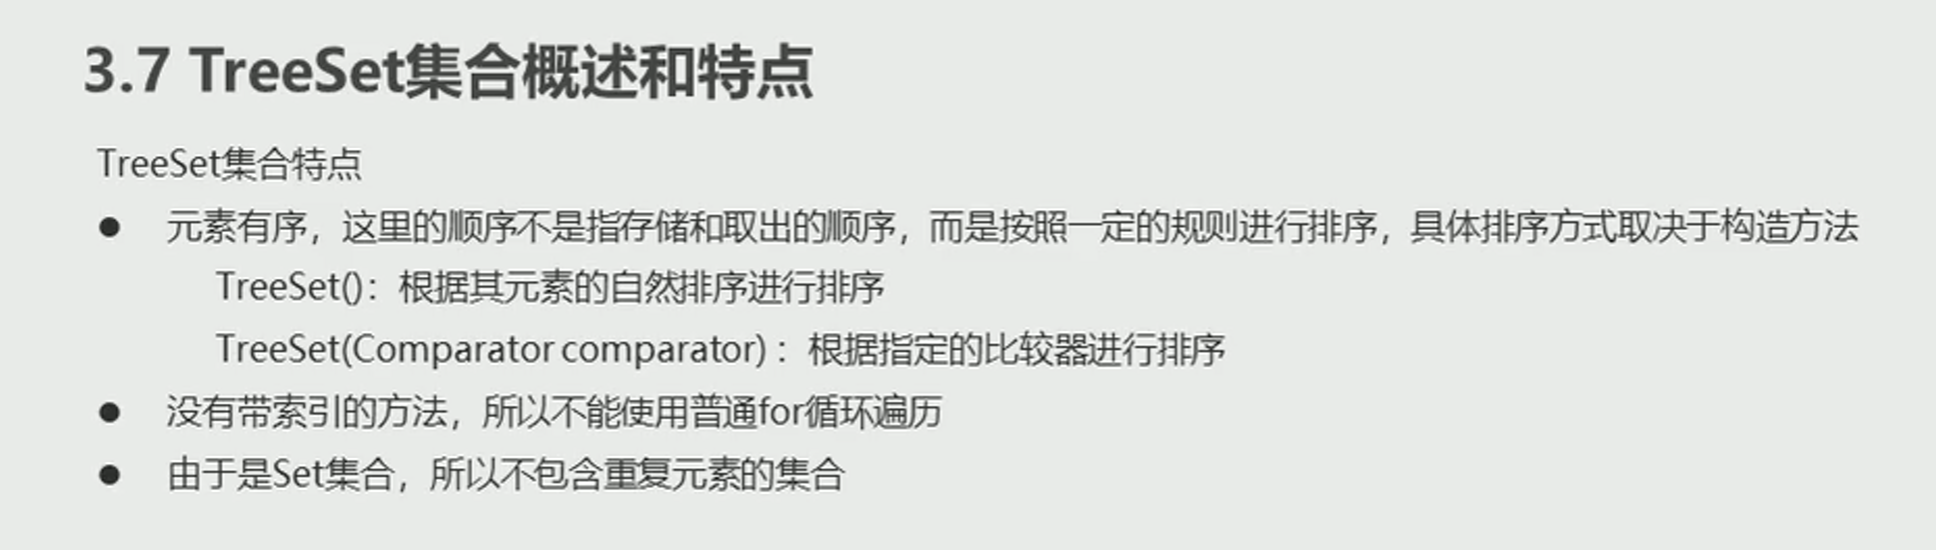 3.7 TreeSet集合概述和特点
TreeSet集合特点
● 元素有序，这里的顺序不是指存储和取出的顺序，而是按照一定的规则进行排序，具体排序方式取决于构造方法
TreeSet()：根据其元素的自然排序进行排序
TreeSet(Comparator comparator) ：根据指定的比较器进行排序
● 没有带索引的方法，所以不能使用普通for循环遍历
● 由于是Set集合，所以不包含重复元素的集合